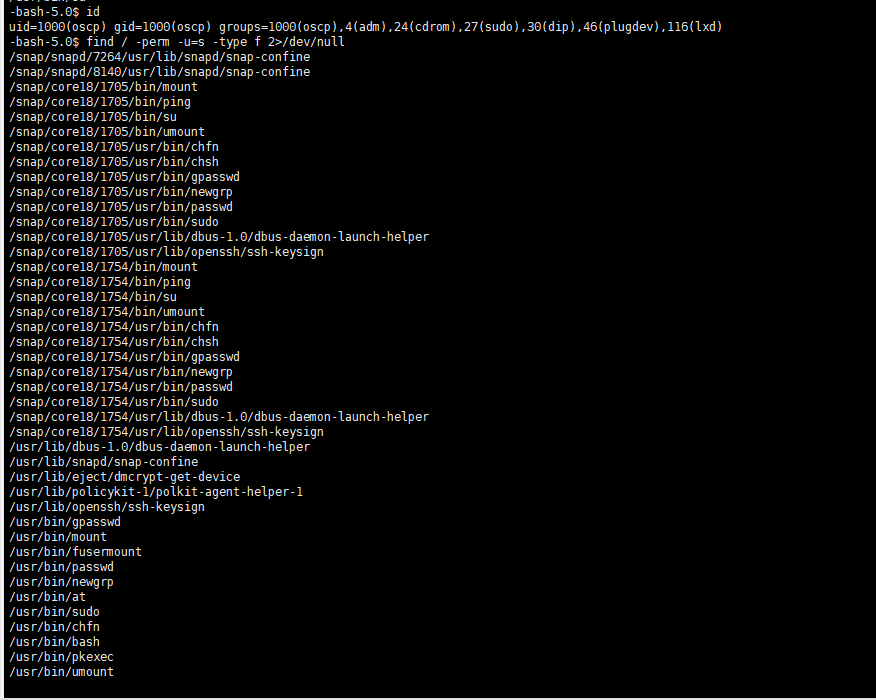 -bash-5.0$ id
uid=1000(oscp) gid=1000(oscp) groups=1000(oscp),4(adm),24(cdrom),27(sudo),30(dip),46(plugdev),116(lxd)
-bash-5.0$ find / -perm -u=s -type f 2>/dev/null
/snap/snapd/7264/usr/lib/snapd/snap-confine
/snap/snapd/8140/usr/lib/snapd/snap-confine
/snap/core18/1705/bin/mount
/snap/core18/1705/bin/ping
/snap/core18/1705/bin/su
/snap/core18/1705/bin/umount
/snap/core18/1705/usr/bin/chfn
/snap/core18/1705/usr/bin/chsh
/snap/core18/1705/usr/bin/gpasswd
/snap/core18/1705/usr/bin/newgrp
/snap/core18/1705/usr/bin/passwd
/snap/core18/1705/usr/bin/sudo
/snap/core18/1705/usr/lib/dbus-1.0/dbus-daemon-launch-helper
/snap/core18/1705/usr/lib/openssh/ssh-keysign
/snap/core18/1754/bin/mount
/snap/core18/1754/bin/ping
/snap/core18/1754/bin/su
/snap/core18/1754/bin/umount
/snap/core18/1754/usr/bin/chfn
/snap/core18/1754/usr/bin/chsh
/snap/core18/1754/usr/bin/gpasswd
/snap/core18/1754/usr/bin/newgrp
/snap/core18/1754/usr/bin/passwd
/snap/core18/1754/usr/bin/sudo
/snap/core18/1754/usr/lib/dbus-1.0/dbus-daemon-launch-helper
/snap/core18/1754/usr/lib/openssh/ssh-keysign
/usr/lib/dbus-1.0/dbus-daemon-launch-helper
/usr/lib/snapd/snap-confine
/usr/lib/eject/dmcrypt-get-device
/usr/lib/policykit-1/polkit-agent-helper-1
/usr/lib/openssh/ssh-keysign
/usr/bin/gpasswd
/usr/bin/mount
/usr/bin/fusermount
/usr/bin/passwd
/usr/bin/newgrp
/usr/bin/at
/usr/bin/sudo
/usr/bin/chfn
/usr/bin/bash
/usr/bin/pkexec
/usr/bin/umount